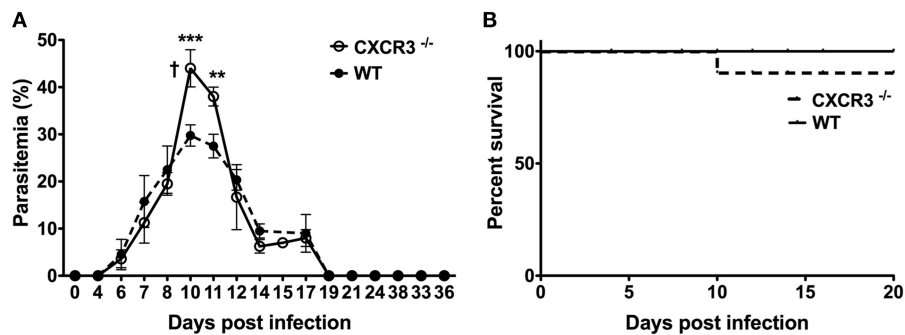 A
50
40
30
20
10
0
Parasitemia (%)
***
†
**
CXCR3 -/-
WT
0 4 6 7 8 10 11 12 14 15 17 19 21 24 38 33 36
Days post infection
B
100
50
0
Percent survival
CXCR3 -/-
WT
0 5 10 15 20
Days post infection